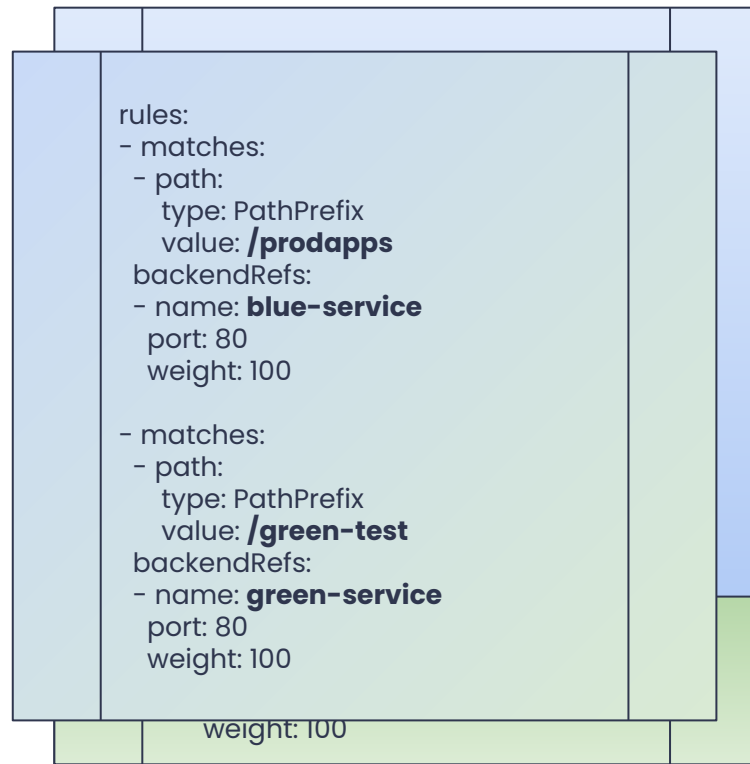 rules:
- matches:
  - path:
      type: PathPrefix
      value: /prodapps
  backendRefs:
  - name: blue-service
    port: 80
    weight: 100

- matches:
  - path:
      type: PathPrefix
      value: /green-test
  backendRefs:
  - name: green-service
    port: 80
    weight: 100
weight: 100